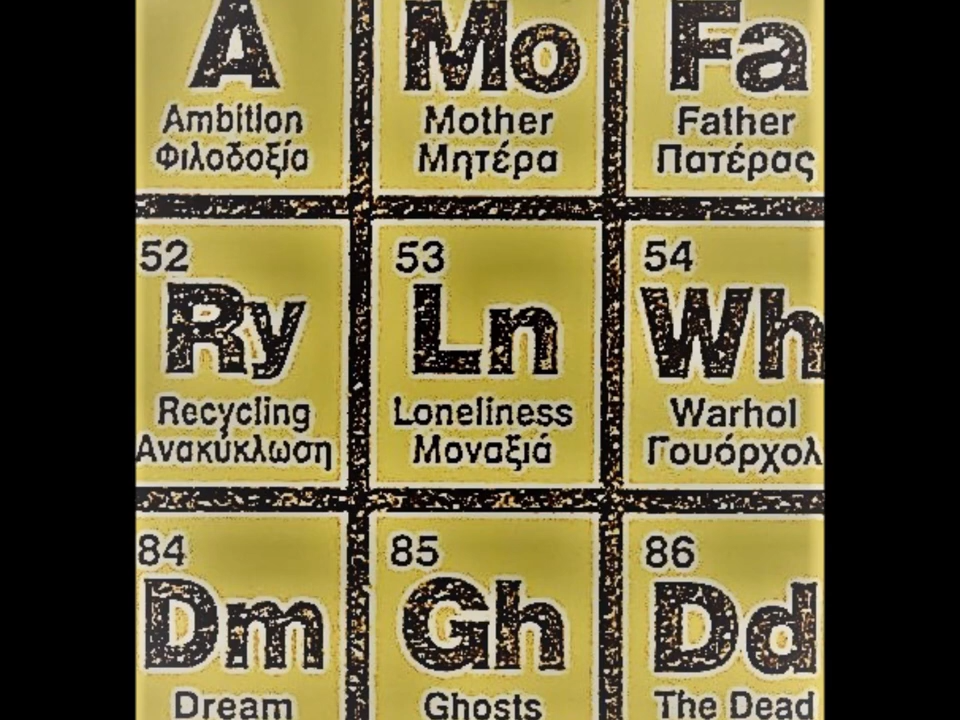 A
Mo
Fa
Ambition
Mother
Father
Φιλοδοξία
Μητέρα
Πατέρας
52
53
54
Ry
Ln
Wh
Recycling
Loneliness
Warhol
Ανακύκλωση
Μοναξιά
Γουόρχολ
84
85
86
Dm
Gh
Dd
Dream
Ghosts
The Dead